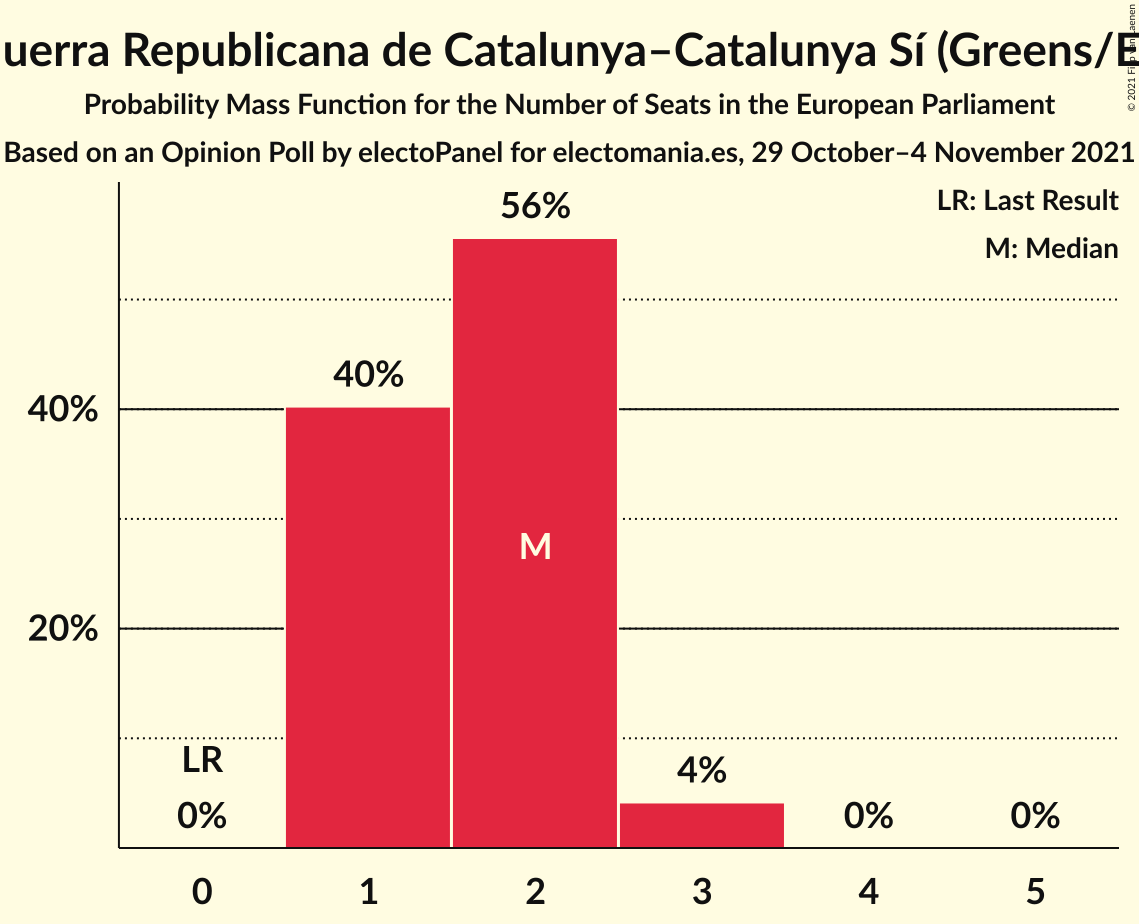 uerra Republicana de Catalunya–Catalunya Sí (Greens/E
Probability Mass Function for the Number of Seats in the European Parliament
Based on an Opinion Poll by electoPanel for electomania.es, 29 October–4 November 2021
LR: Last Result
M: Median
56%
40%
40%
M
20%
LR
4%
0%
0%
0%
0
1
2
3
4
5
© 2021